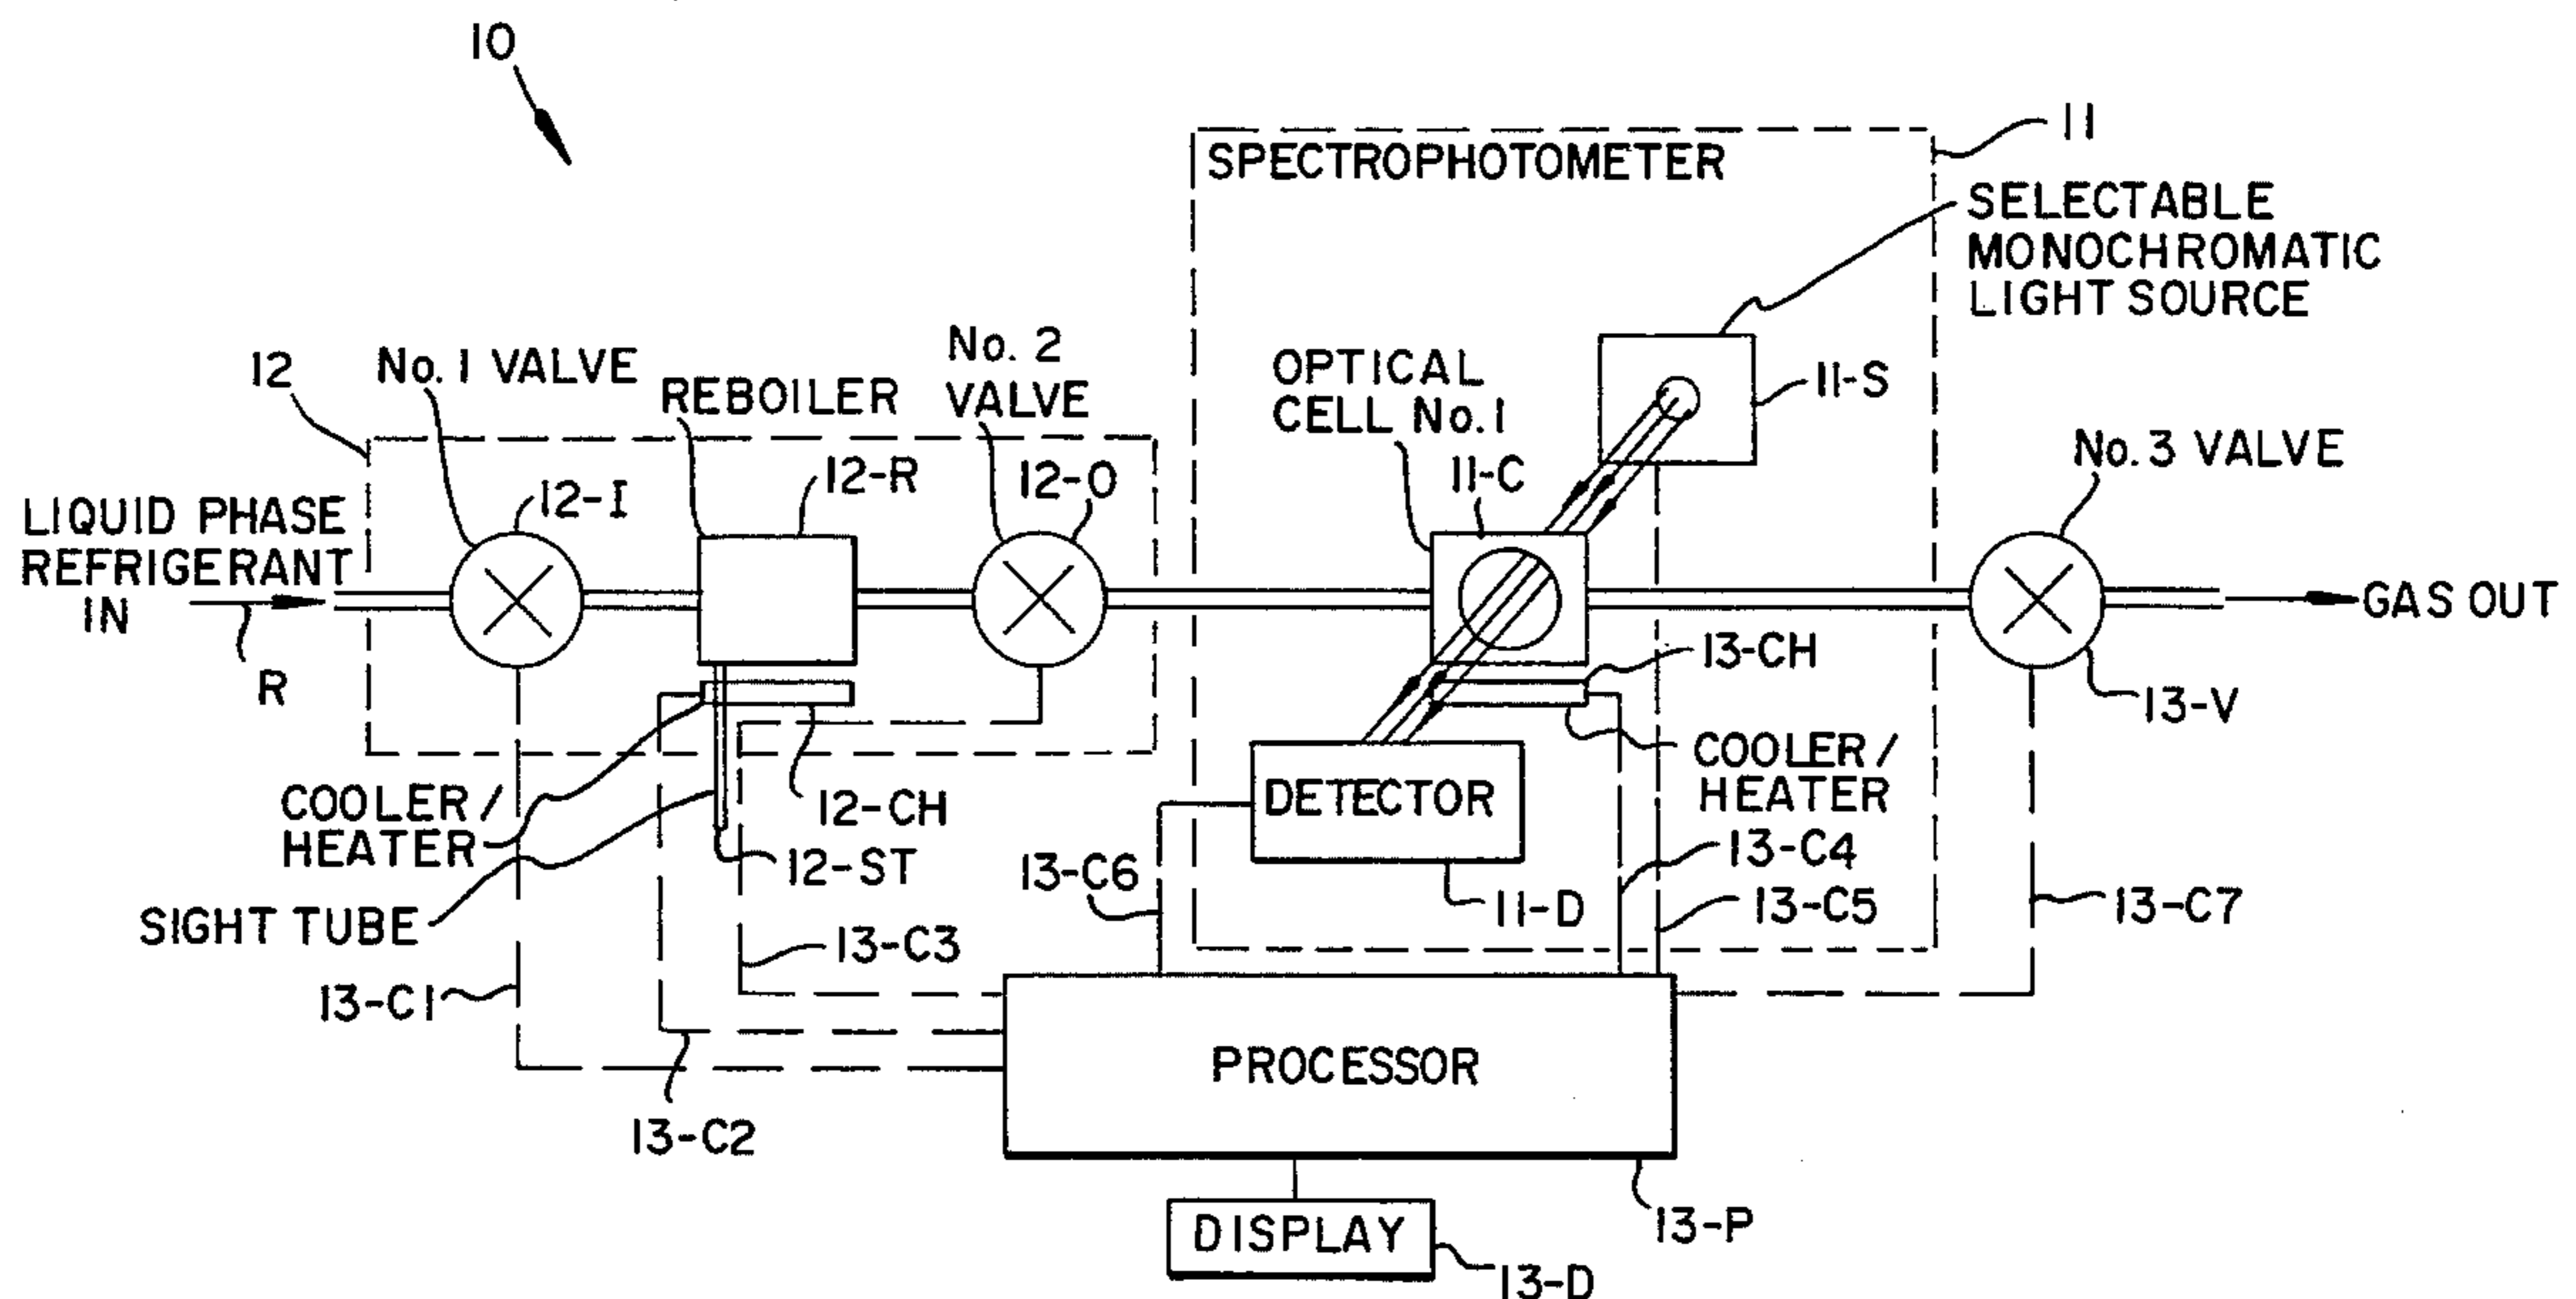 10
SPECTROPHOTOMETER
11
SELECTABLE
MONOCHROMATIC
LIGHT SOURCE
12
No. 1 VALVE
REBOILER
No. 2
VALVE
OPTICAL
CELL No. 1
11-S
No. 3 VALVE
12-I
12-R
12-O
11-C
LIQUID PHASE
REFRIGERANT
IN
R
GAS OUT
13-CH
13-V
COOLER/
HEATER
12-CH
12-ST
SIGHT TUBE
DETECTOR
COOLER/
HEATER
13-C4
13-C6
11-D
13-C5
13-C7
13-C3
13-C1
13-C2
PROCESSOR
13-P
DISPLAY
13-D